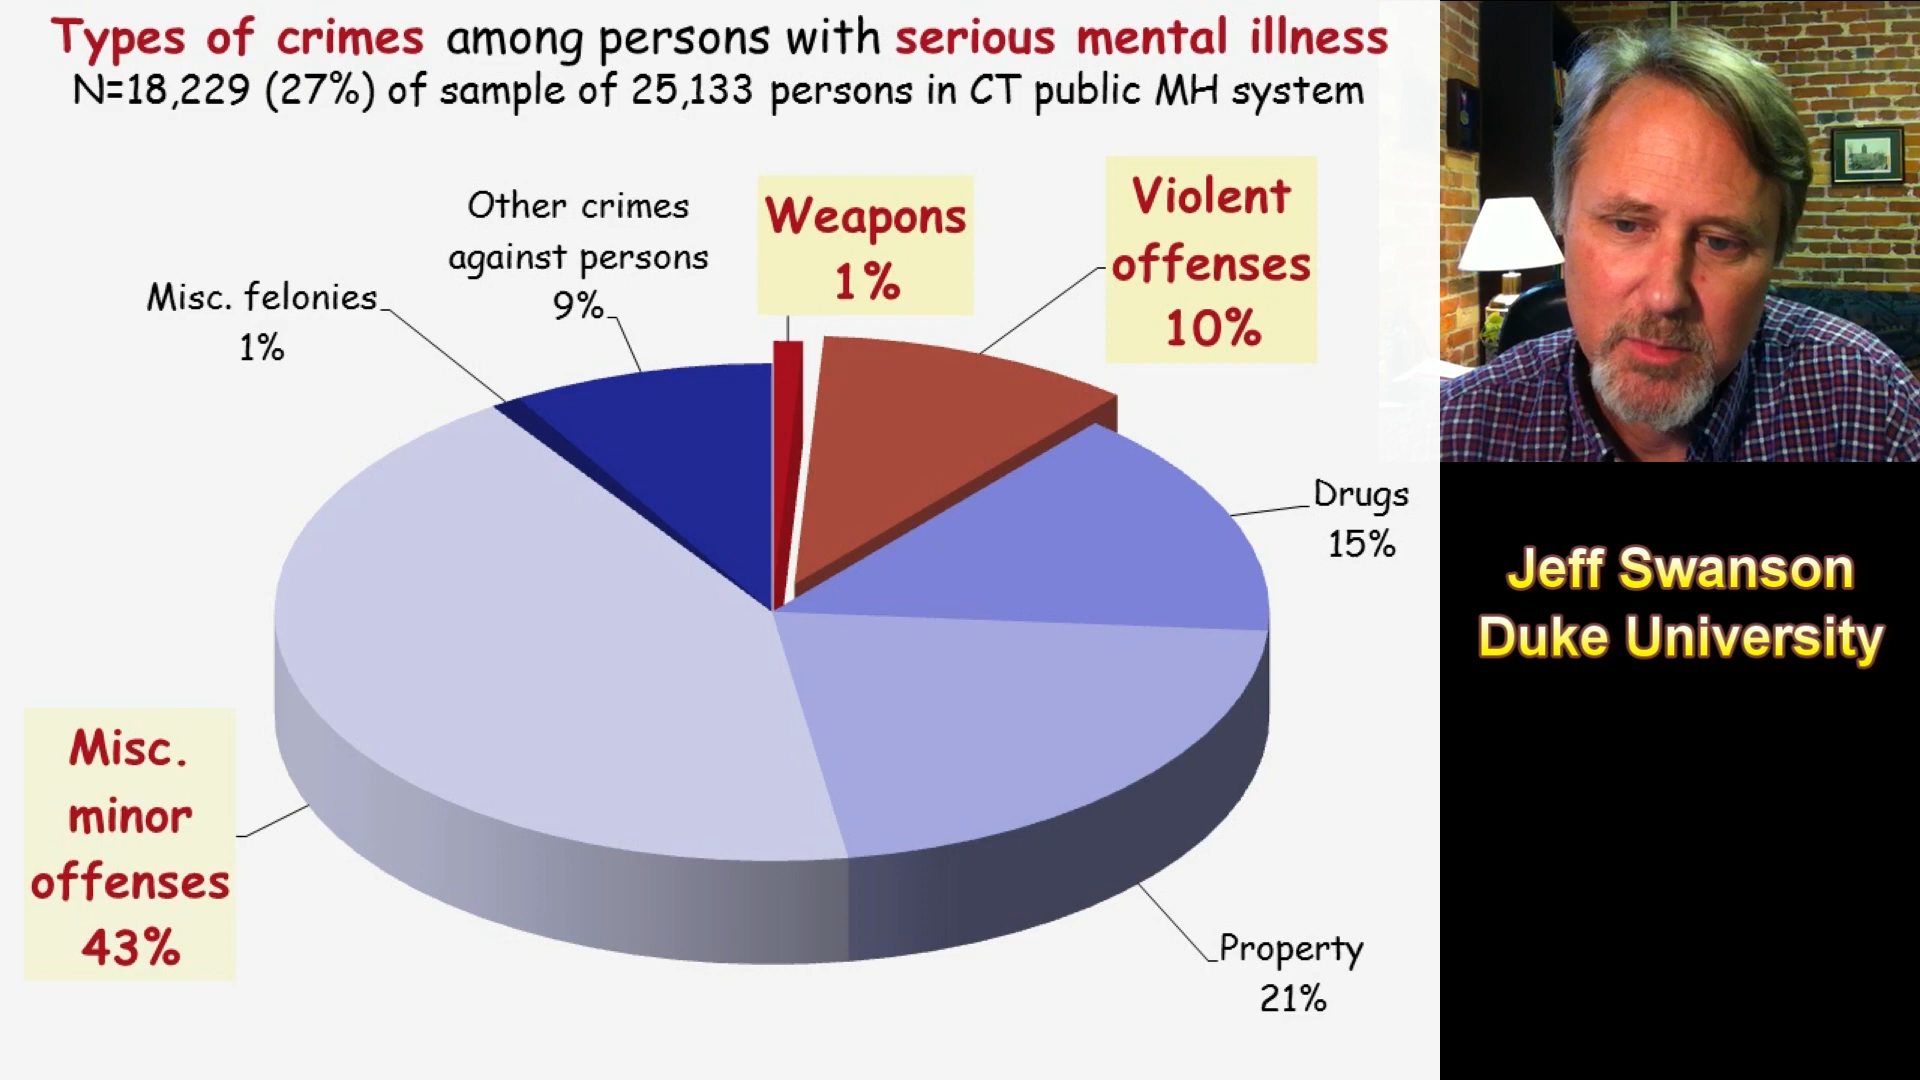 Types of crimes among persons with serious mental illness
N=18,229 (27%) of sample of 25,133 persons in CT public MH system
Other crimes
against persons
9%
Weapons
1%
Violent
offenses
10%
Misc. felonies
1%
Drugs
15%
Misc.
minor
offenses
43%
Property
21%
Jeff Swanson
Duke University